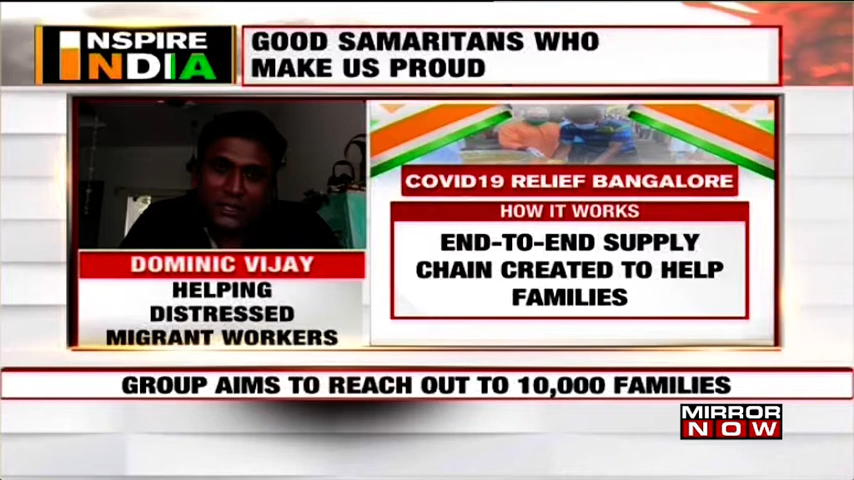 INSPIRE
INDIA
GOOD SAMARITANS WHO
MAKE US PROUD
COVID19 RELIEF BANGALORE
HOW IT WORKS
END-TO-END SUPPLY
CHAIN CREATED TO HELP
FAMILIES
DOMINIC VIJAY
HELPING
DISTRESSED
MIGRANT WORKERS
GROUP AIMS TO REACH OUT TO 10,000 FAMILIES
MIRROR
NOW